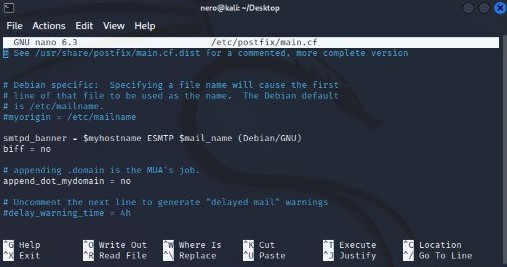 nero@kali:~/Desktop
File Actions Edit View Help
GNU nano 6.3 /etc/postfix/main.cf
# See /usr/share/postfix/main.cf.dist for a commented, more complete version
# Debian specific: Specifying a file name will cause the first
# line of that file to be used as the name. The Debian default
# is /etc/mailname.
#myorigin = /etc/mailname
smtpd_banner = $myhostname ESMTP $mail_name (Debian/GNU)
biff = no
# appending .domain is the MUA's job.
append_dot_mydomain = no
# Uncomment the next line to generate "delayed mail" warnings
#delay_warning_time = 4h
^G Help ^O Write Out ^W Where Is ^K Cut ^T Execute ^C Location
^X Exit ^R Read File ^\ Replace ^U Paste ^J Justify ^/ Go To Line